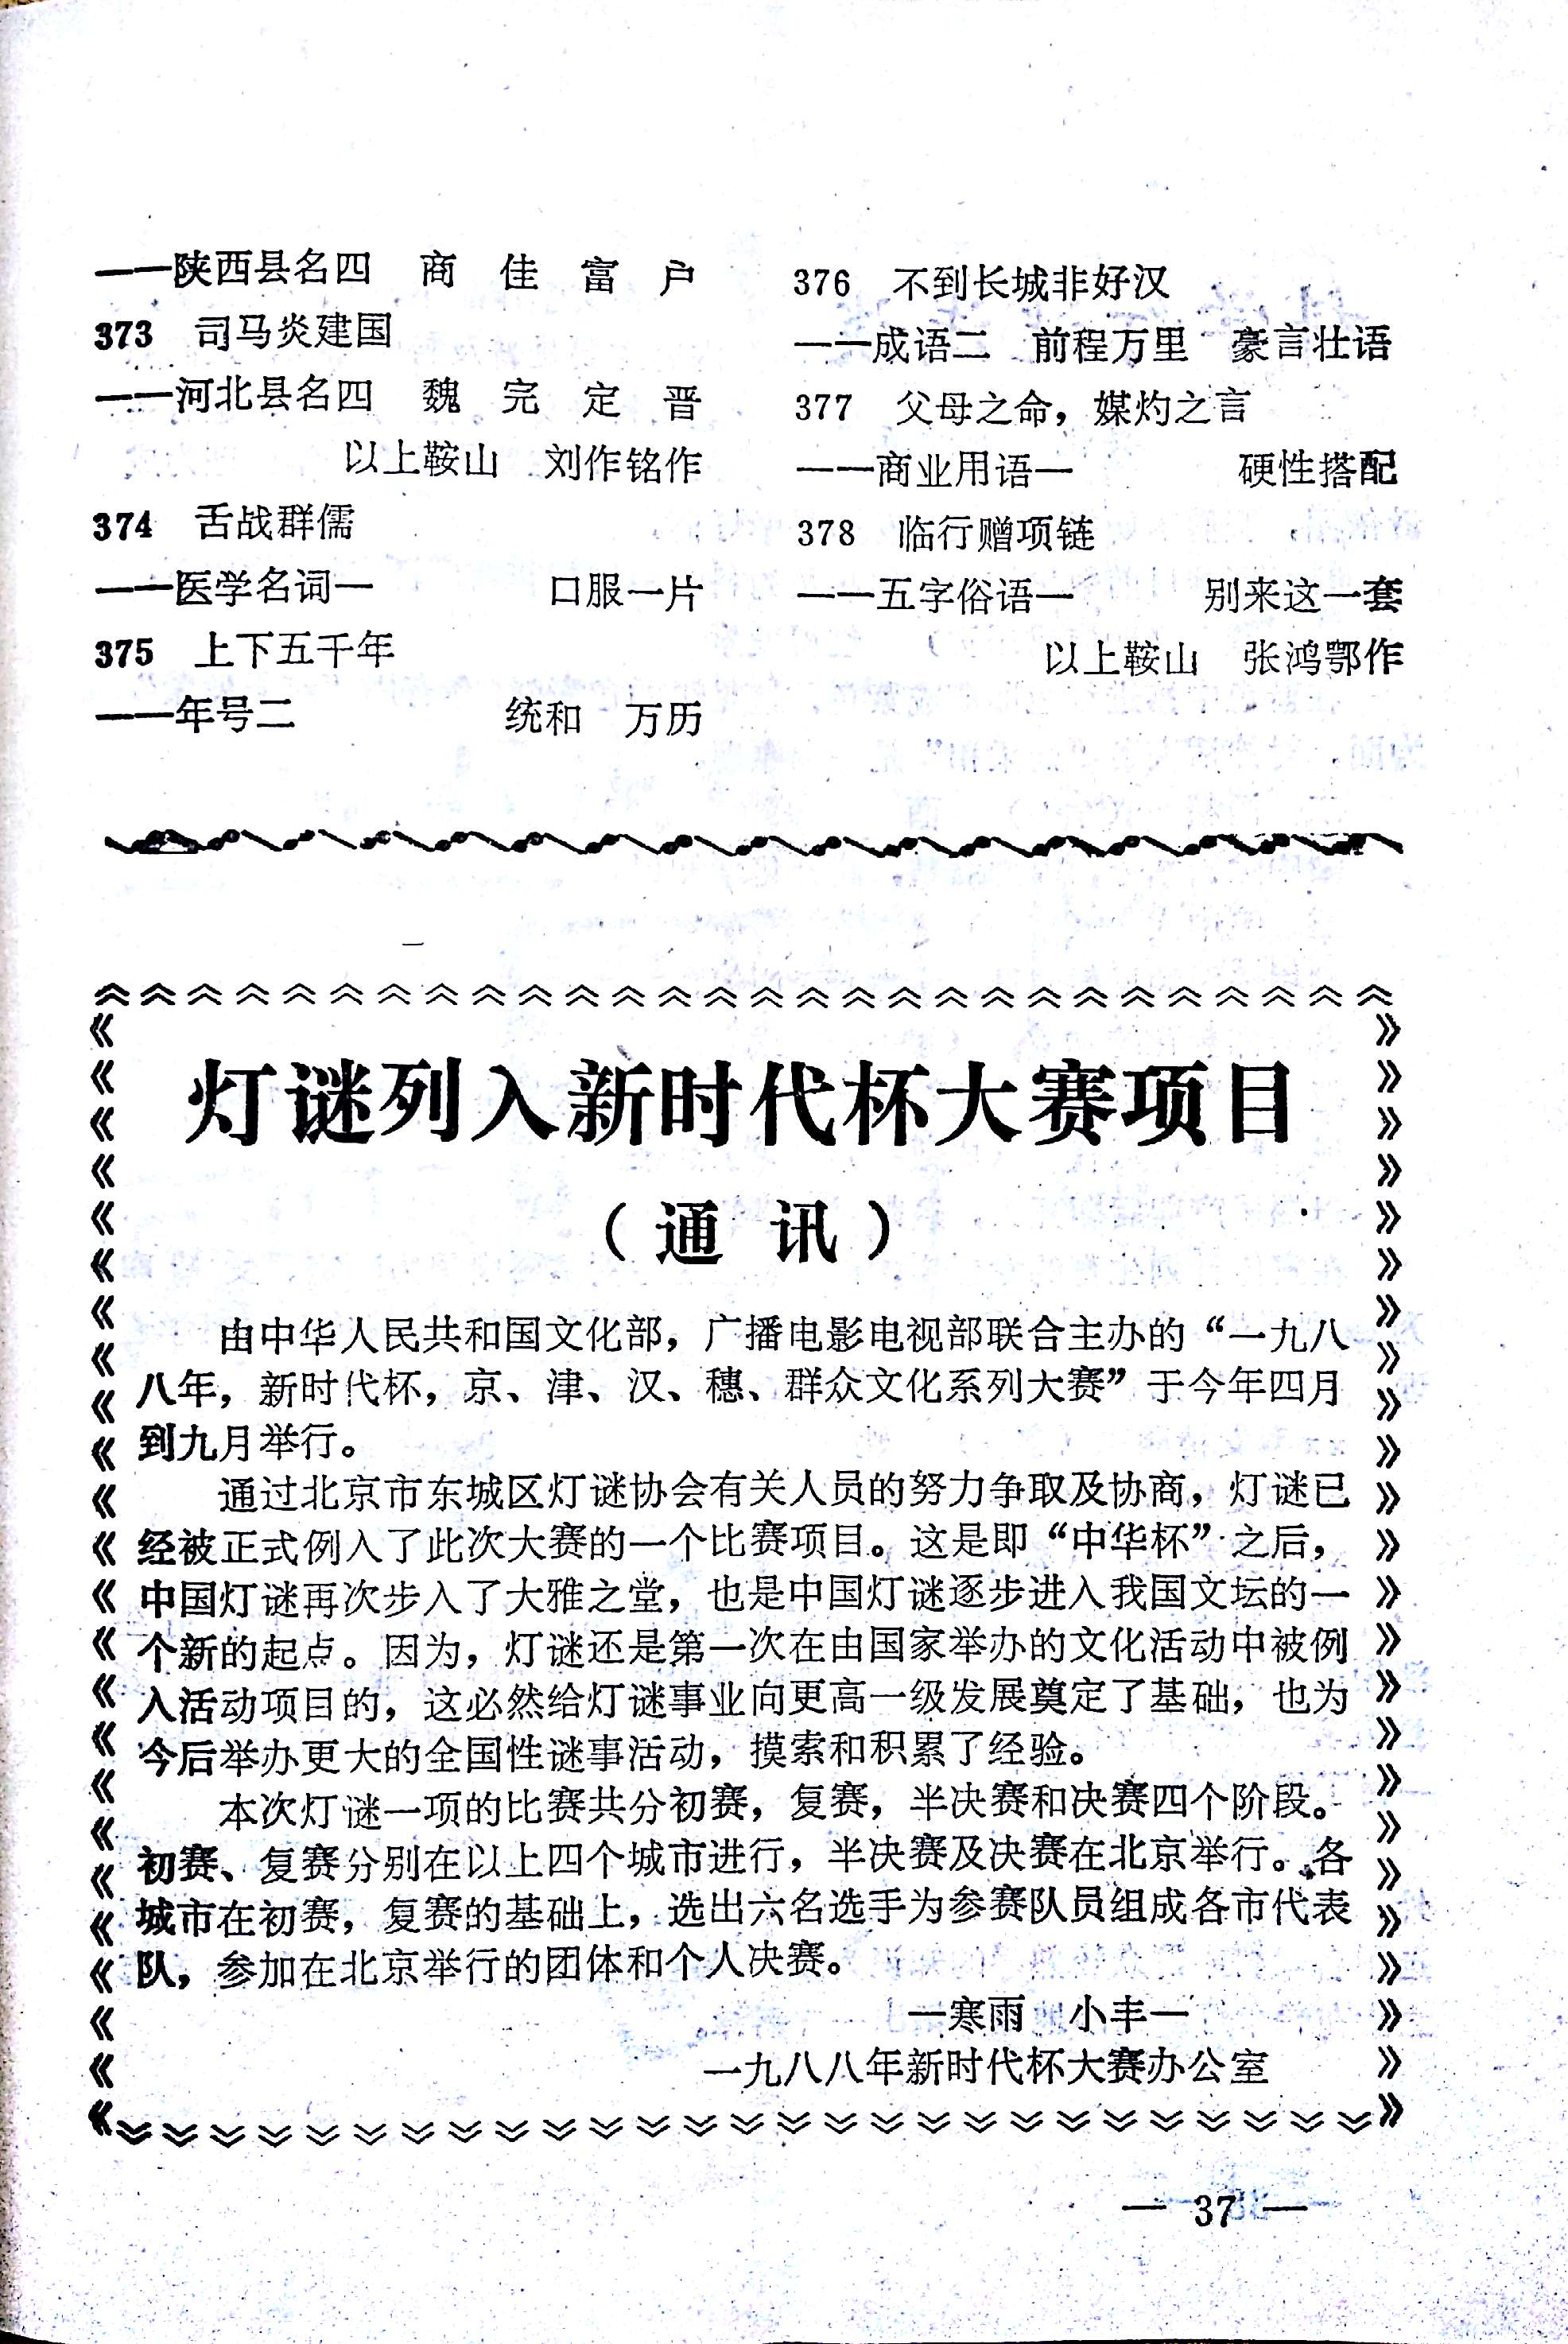 ——陕西县名四 商 佳 富 户
373 司马炎建国
——河北县名四 魏 完 定 晋
以上鞍山 刘作铭作
374 舌战群儒
——医学名词一 口服一片
375 上下五千年
——年号二 统和 万历
376 不到长城非好汉
——成语二 前程万里 豪言壮语
377 父母之命，媒灼之言
——商业用语一 硬性搭配
378 临行赠项链
——五字俗语一 别来这一套
以上鞍山 张鸿鄂作
灯谜列入新时代杯大赛项目
（通 讯）
由中华人民共和国文化部，广播电影电视部联合主办的“一九八
八年，新时代杯，京、津、汉、穗、群众文化系列大赛”于今年四月
到九月举行。
通过北京市东城区灯谜协会有关人员的努力争取及协商，灯谜已
经被正式例入了此次大赛的一个比赛项目。这是即“中华杯”之后，
中国灯谜再次步入了大雅之堂，也是中国灯谜逐步进入我国文坛的一
个新的起点。因为，灯谜还是第一次在由国家举办的文化活动中被例
入活动项目的，这必然给灯谜事业向更高一级发展奠定了基础，也为
今后举办更大的全国性谜事活动，摸索和积累了经验。
本次灯谜一项的比赛共分初赛，复赛，半决赛和决赛四个阶段。
初赛、复赛分别在以上四个城市进行，半决赛及决赛在北京举行。各
城市在初赛，复赛的基础上，选出六名选手为参赛队员组成各市代表
队，参加在北京举行的团体和个人决赛。
—寒雨 小丰—
一九八八年新时代杯大赛办公室
— 37 —